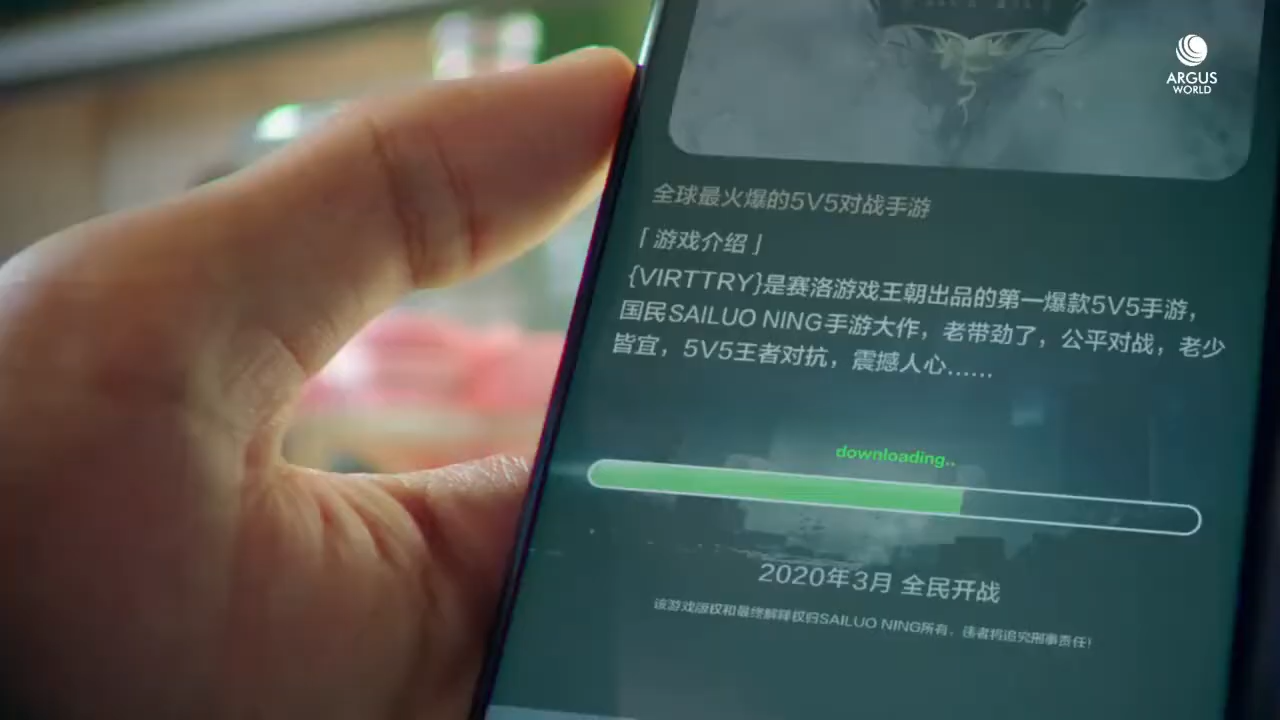 ARGUS
WORLD
全球最火爆的5V5对战手游
「游戏介绍」
{VIRTTRY}是赛洛游戏王朝出品的第一爆款5V5手游，
国民SAILUO NING手游大作，老带劲了，公平对战，老少
皆宜，5V5王者对抗，震撼人心……
downloading..
2020年3月 全民开战
该游戏版权和最终解释权归SAILUO NING所有，违者将追究刑事责任！